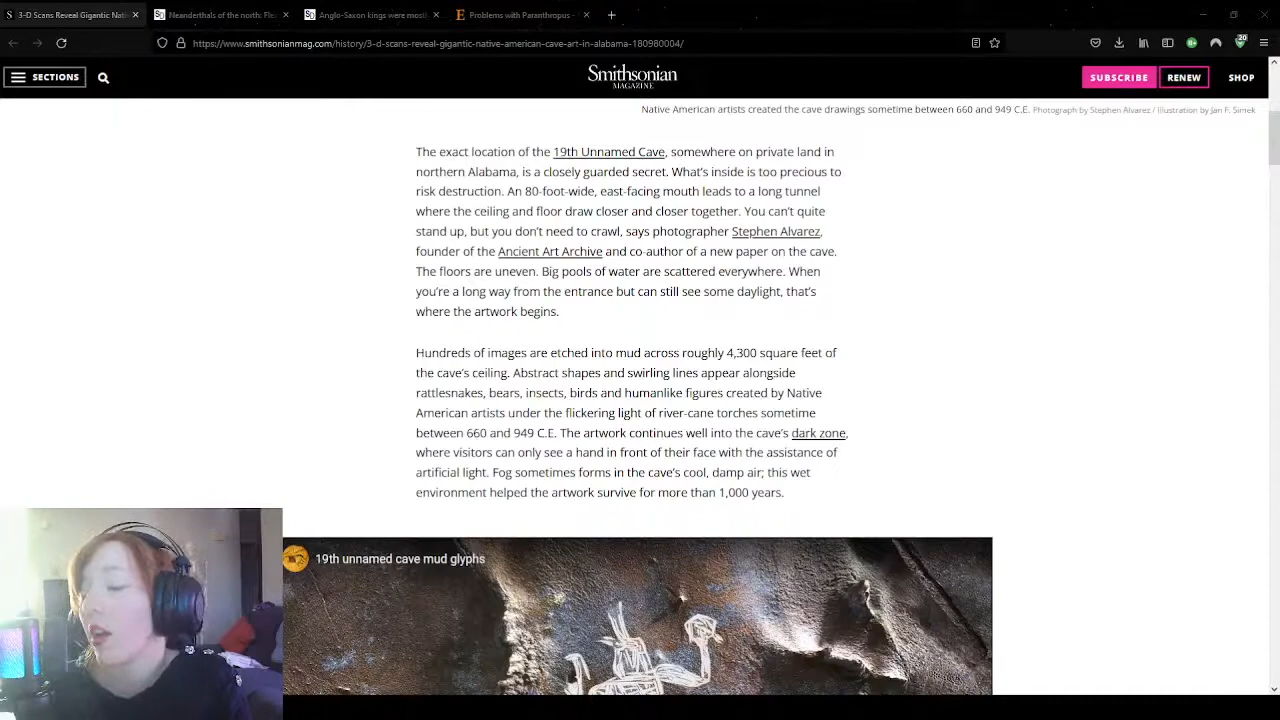 3-D Scans Reveal Gigantic Nati
Neanderthals of the north: Fle
Anglo-Saxon kings were most
Problems with Paranthropus -
https://www.smithsonianmag.com/history/3-d-scans-reveal-gigantic-native-american-cave-art-in-alabama-180980004/
20
SECTIONS
Smithsonian
MAGAZINE
SUBSCRIBE
RENEW
SHOP
Native American artists created the cave drawings sometime between 660 and 949 C.E. Photograph by Stephen Alvarez / Illustration by Jan F. Simek
The exact location of the 19th Unnamed Cave, somewhere on private land in
northern Alabama, is a closely guarded secret. What's inside is too precious to
risk destruction. An 80-foot-wide, east-facing mouth leads to a long tunnel
where the ceiling and floor draw closer and closer together. You can't quite
stand up, but you don't need to crawl, says photographer Stephen Alvarez,
founder of the Ancient Art Archive and co-author of a new paper on the cave.
The floors are uneven. Big pools of water are scattered everywhere. When
you're a long way from the entrance but can still see some daylight, that's
where the artwork begins.
Hundreds of images are etched into mud across roughly 4,300 square feet of
the cave's ceiling. Abstract shapes and swirling lines appear alongside
rattlesnakes, bears, insects, birds and humanlike figures created by Native
American artists under the flickering light of river-cane torches sometime
between 660 and 949 C.E. The artwork continues well into the cave's dark zone,
where visitors can only see a hand in front of their face with the assistance of
artificial light. Fog sometimes forms in the cave's cool, damp air; this wet
environment helped the artwork survive for more than 1,000 years.
19th unnamed cave mud glyphs